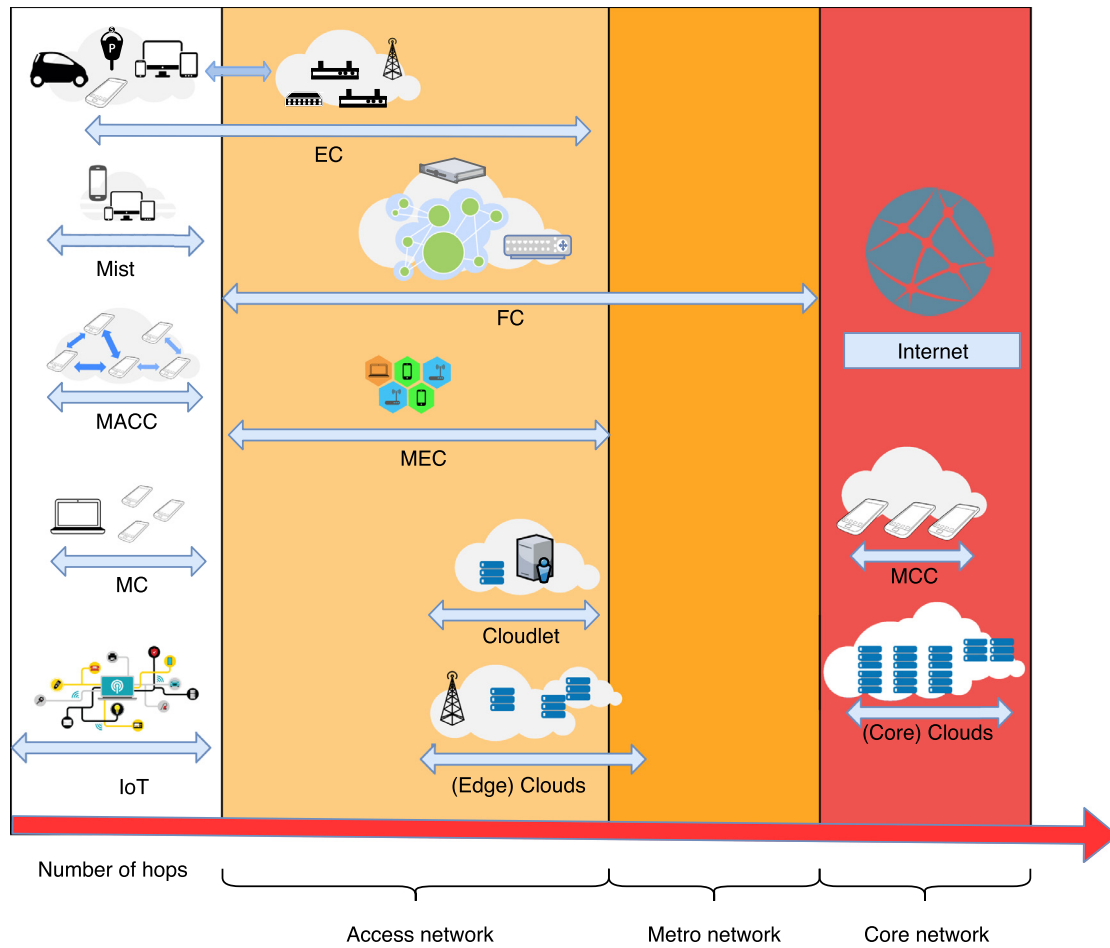 P
EC
Mist
FC
Internet
MACC
MEC
MC
MCC
Cloudlet
(Core) Clouds
IoT
(Edge) Clouds
Number of hops
Access network
Metro network
Core network